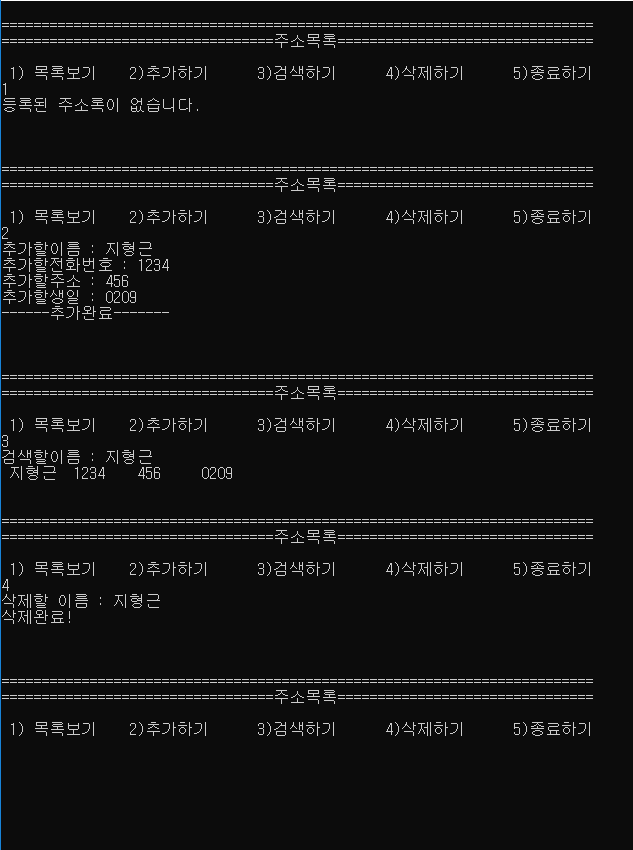 ==========================================================================
==================================주소목록================================
1) 목록보기 2)추가하기 3)검색하기 4)삭제하기 5)종료하기
1
등록된 주소록이 없습니다.
==========================================================================
==================================주소목록================================
1) 목록보기 2)추가하기 3)검색하기 4)삭제하기 5)종료하기
2
추가할이름 : 지형근
추가할전화번호 : 1234
추가할주소 : 456
추가할생일 : 0209
------추가완료-------
==========================================================================
==================================주소목록================================
1) 목록보기 2)추가하기 3)검색하기 4)삭제하기 5)종료하기
3
검색할이름 : 지형근
지형근 1234 456 0209
==========================================================================
==================================주소목록================================
1) 목록보기 2)추가하기 3)검색하기 4)삭제하기 5)종료하기
4
삭제할 이름 : 지형근
삭제완료!
==========================================================================
==================================주소목록================================
1) 목록보기 2)추가하기 3)검색하기 4)삭제하기 5)종료하기